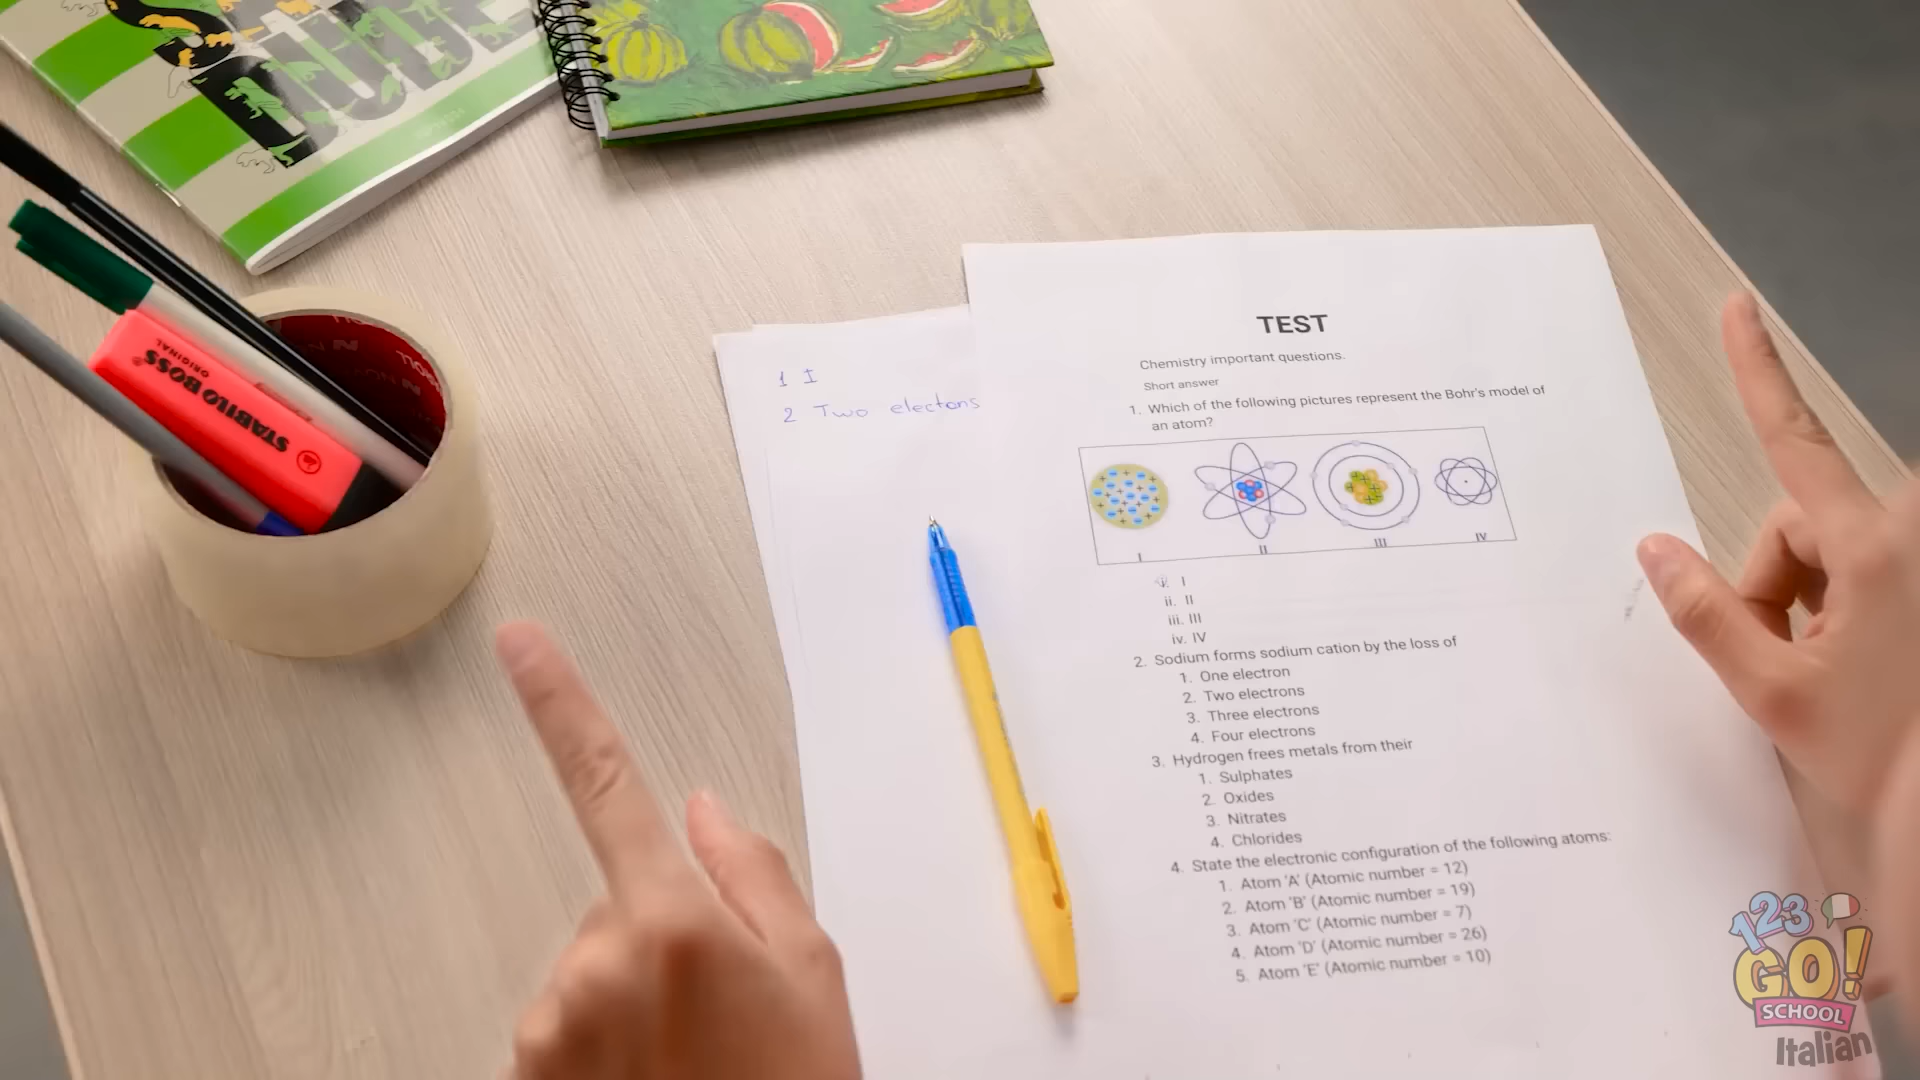 STABILO BOSS
ORIGINAL
1 I
2 Two electons
TEST
Chemistry important questions.
Short answer
1. Which of the following pictures represent the Bohr's model of
an atom?
I II III IV
i. I
ii. II
iii. III
iv. IV
2. Sodium forms sodium cation by the loss of
1. One electron
2. Two electrons
3. Three electrons
4. Four electrons
3. Hydrogen frees metals from their
1. Sulphates
2. Oxides
3. Nitrates
4. Chlorides
4. State the electronic configuration of the following atoms:
1. Atom 'A' (Atomic number = 12)
2. Atom 'B' (Atomic number = 19)
3. Atom 'C' (Atomic number = 7)
4. Atom 'D' (Atomic number = 26)
5. Atom 'E' (Atomic number = 10)
123
GO!
SCHOOL
Italian